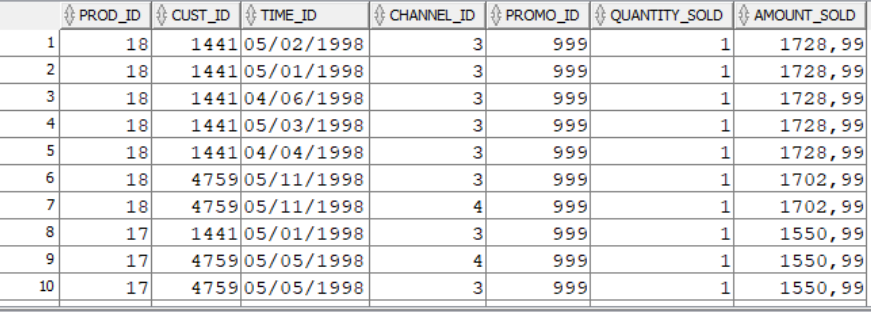 PROD_ID CUST_ID TIME_ID CHANNEL_ID PROMO_ID QUANTITY_SOLD AMOUNT_SOLD
1 18 1441 05/02/1998 3 999 1 1728,99
2 18 1441 05/01/1998 3 999 1 1728,99
3 18 1441 04/06/1998 3 999 1 1728,99
4 18 1441 05/03/1998 3 999 1 1728,99
5 18 1441 04/04/1998 3 999 1 1728,99
6 18 4759 05/11/1998 3 999 1 1702,99
7 18 4759 05/11/1998 4 999 1 1702,99
8 17 1441 05/01/1998 3 999 1 1550,99
9 17 4759 05/05/1998 4 999 1 1550,99
10 17 4759 05/05/1998 3 999 1 1550,99